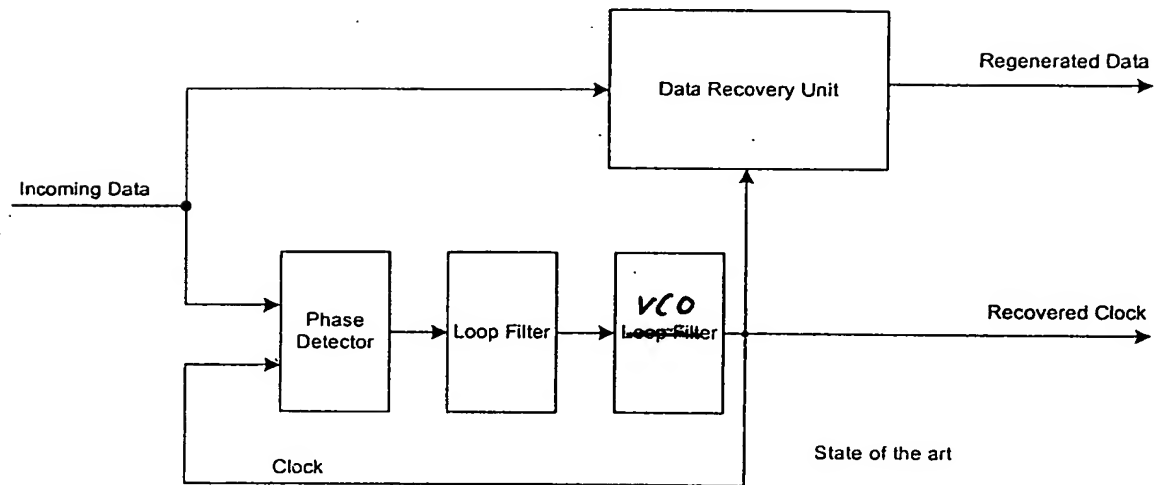 Regenerated Data
Data Recovery Unit
Incoming Data
Phase
Detector
Loop Filter
VCO
Loop Filter
Recovered Clock
Clock
State of the art